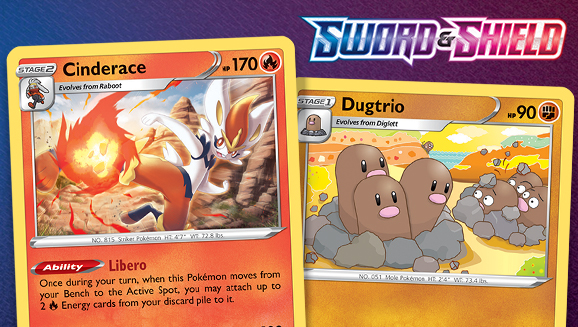 SWORD & SHIELD
STAGE 2
Cinderace
HP 170
Evolves from Raboot
NO. 815 Striker Pokémon HT. 4'7" WT. 72.8 lbs.
Ability Libero
Once during your turn, when this Pokémon moves from
your Bench to the Active Spot, you may attach up to
2 Energy cards from your discard pile to it.
STAGE 1
Dugtrio
HP 90
Evolves from Diglett
NO. 051 Mole Pokémon HT. 2'4" WT. 73.4 lbs.